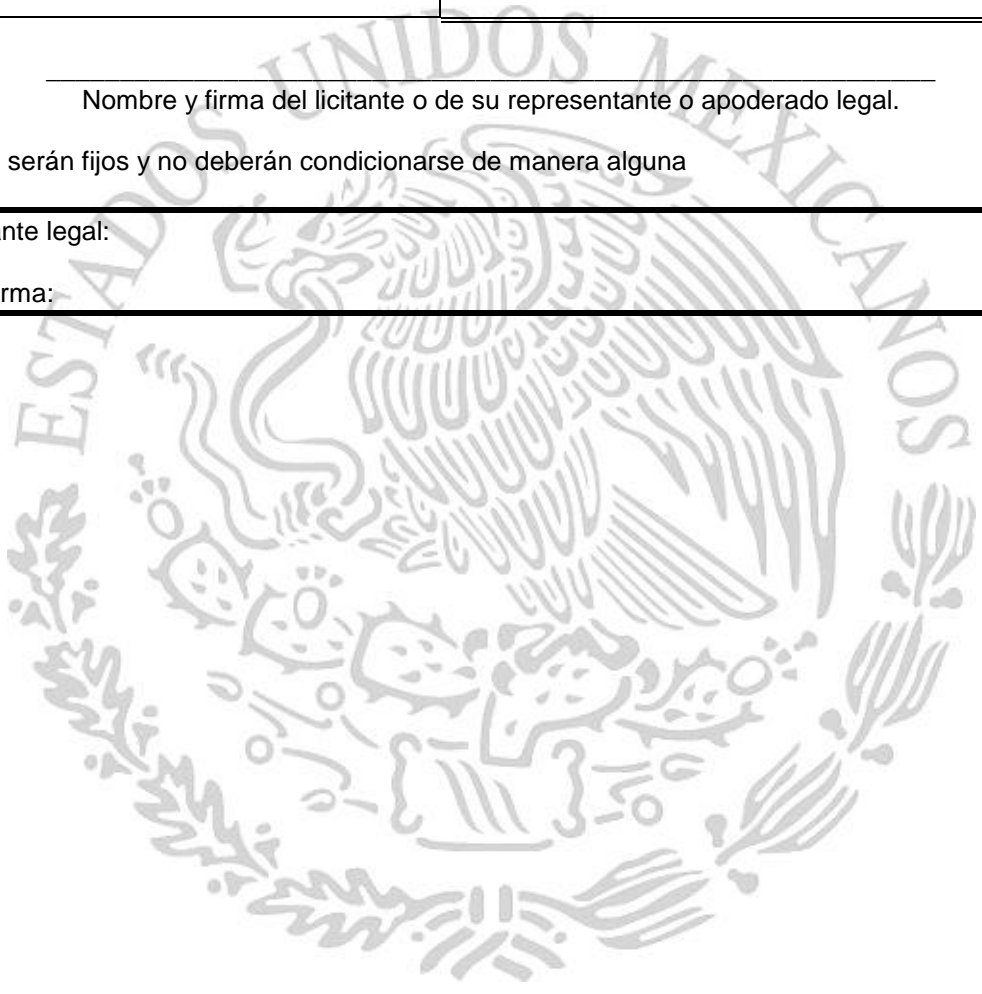 ESTADOS UNIDOS MEXICANOS
Nombre y firma del licitante o de su representante o apoderado legal.
serán fijos y no deberán condicionarse de manera alguna
nte legal:
rma: